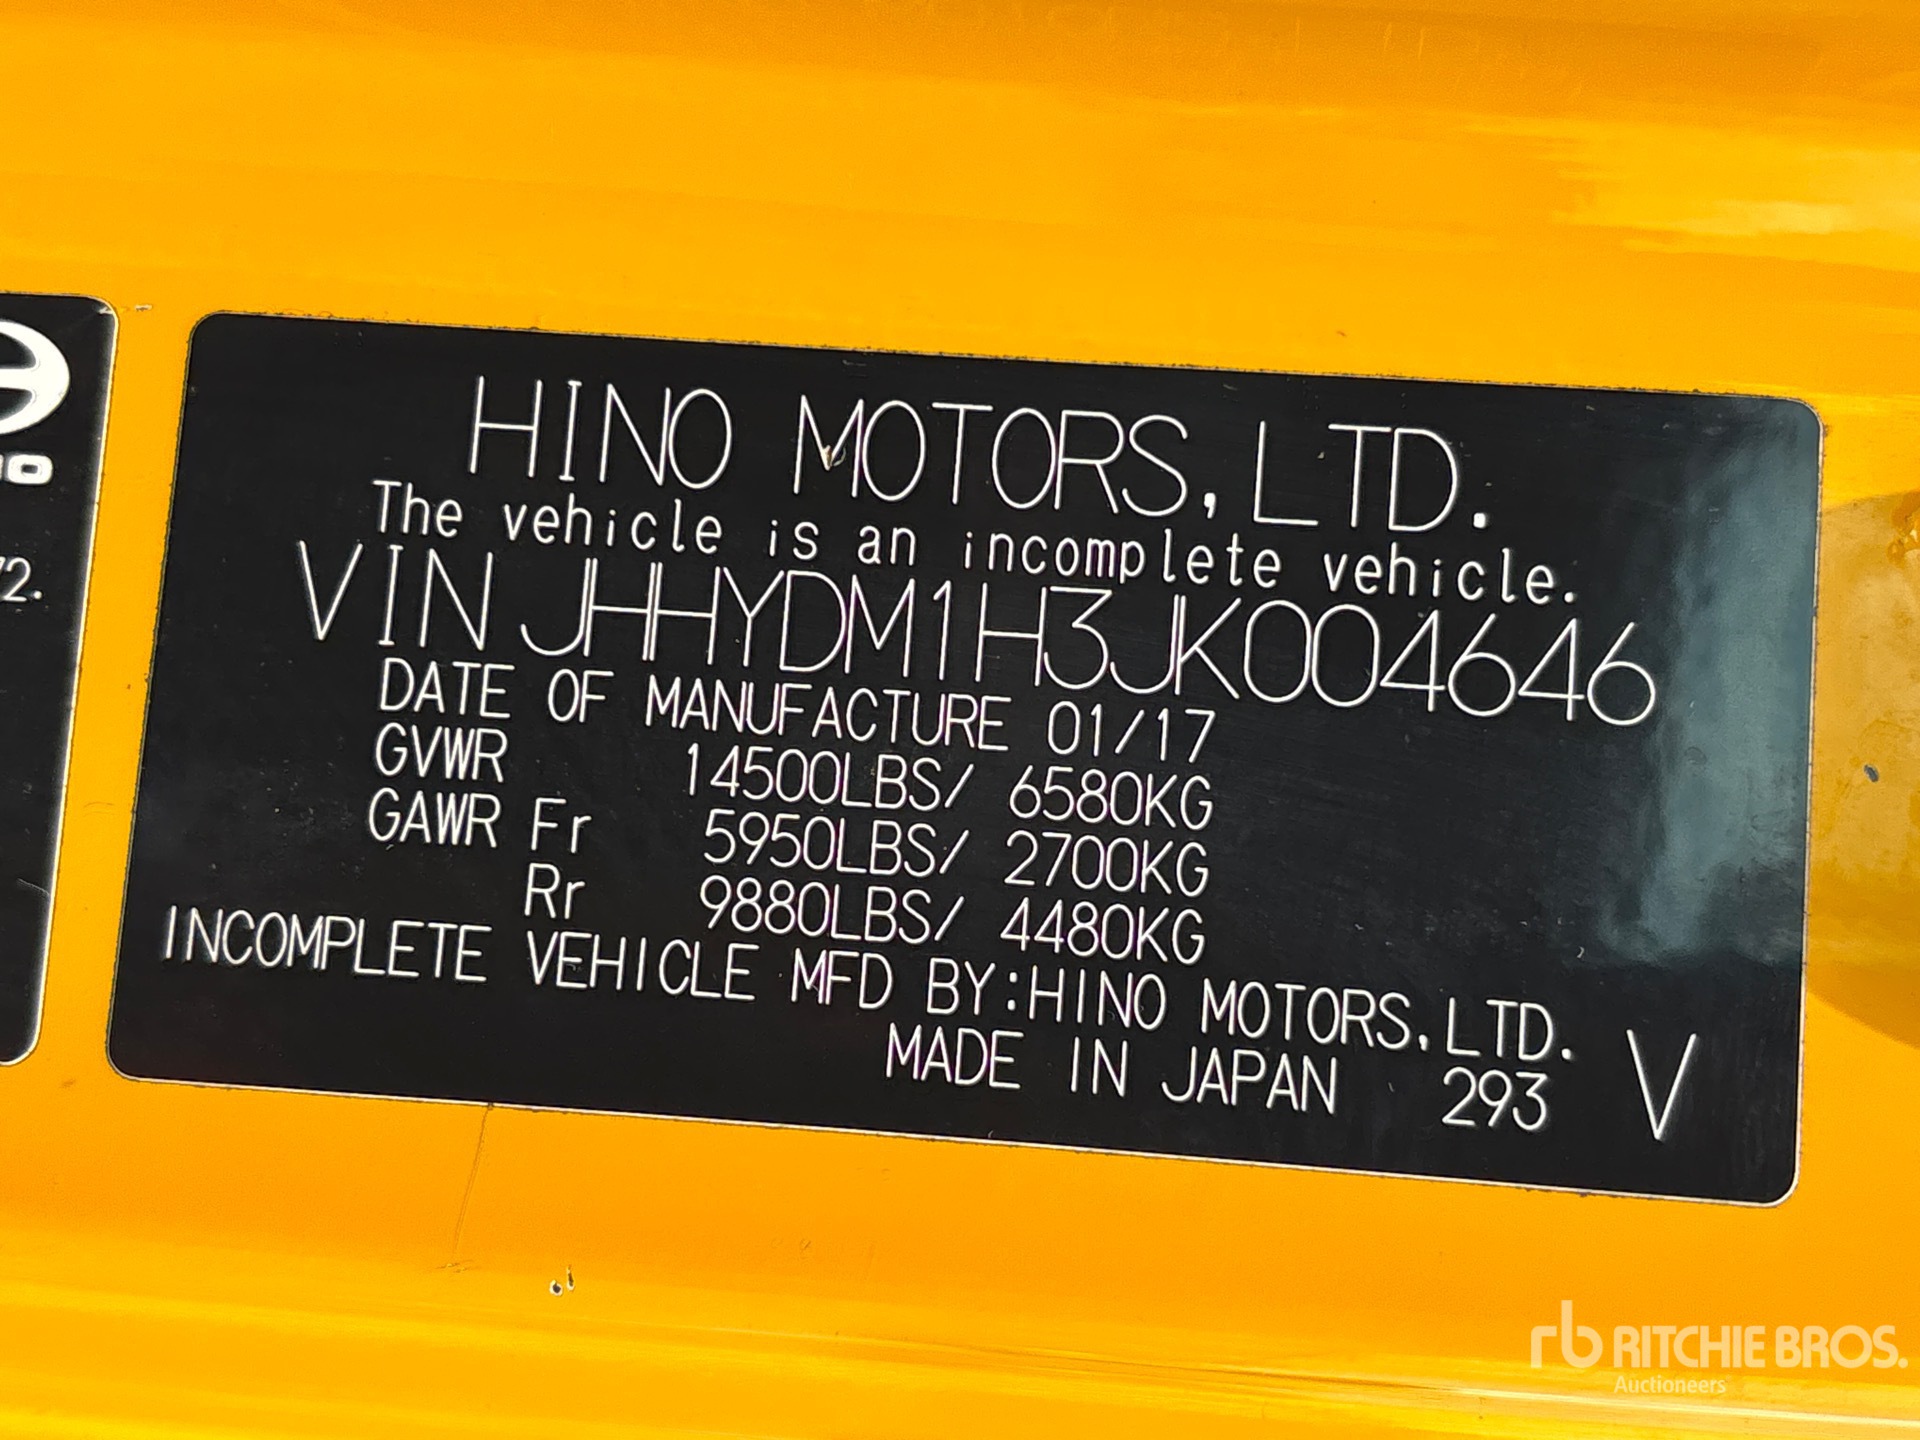 HINO MOTORS,LTD.
The vehicle is an incomplete vehicle.
VIN JHHYDM1H3JK004646
DATE OF MANUFACTURE 01/17
GVWR 14500LBS/ 6580KG
GAWR Fr 5950LBS/ 2700KG
Rr 9880LBS/ 4480KG
INCOMPLETE VEHICLE MFD BY:HINO MOTORS,LTD.
MADE IN JAPAN 293 V
rb RITCHIE BROS.
Auctioneers